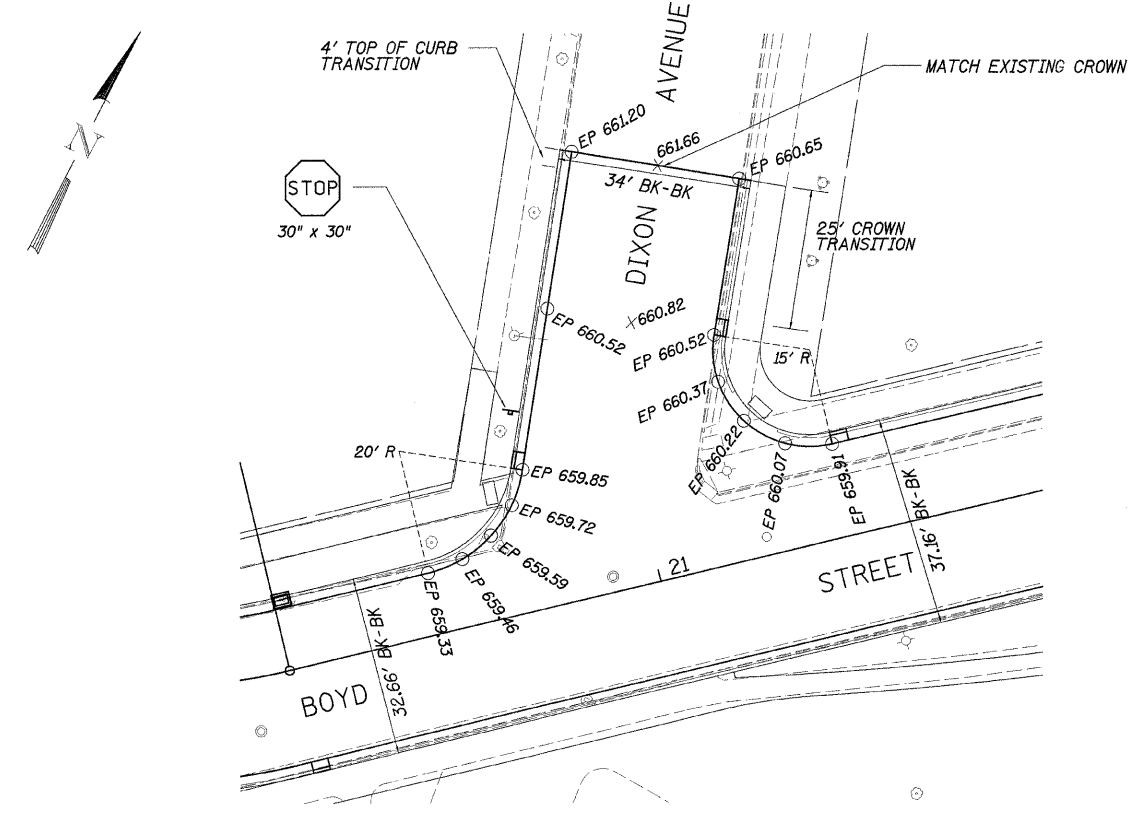 AVENUE
4' TOP OF CURB
TRANSITION
MATCH EXISTING CROWN
EP 661.20
661.66
EP 660.65
34' BK-BK
STOP
30" x 30"
N
DIXON
25' CROWN
TRANSITION
EP 660.52
660.82
EP 660.52
15' R
EP 660.37
EP 660.22
EP 660.07
EP 659.91
20' R
EP 659.85
EP 659.72
EP 659.59
EP 659.46
EP 659.33
37.16' BK-BK
21
STREET
32.66' BK-BK
BOYD